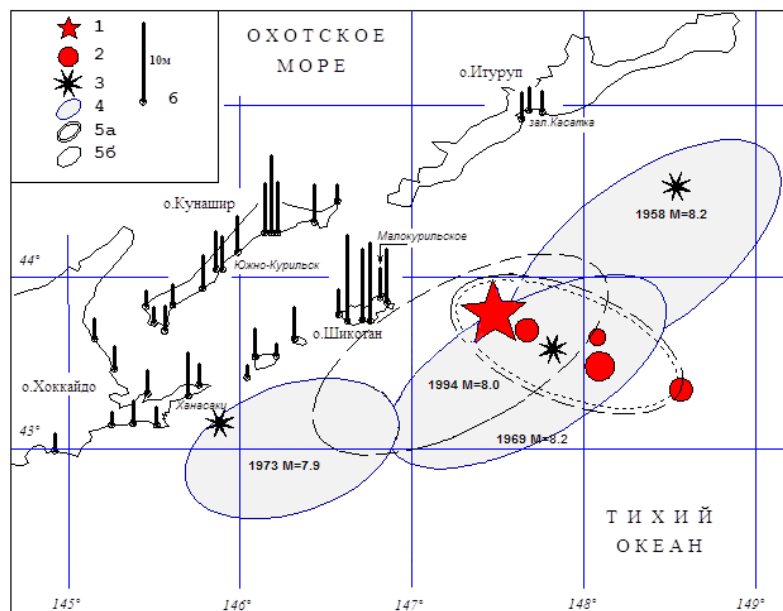 1
2
3
4
5а
5б
10м
6
ОХОТСКОЕ
МОРЕ
о.Итуруп
зал.Касатка
о.Кунашир
1958 M=8.2
Малокурильское
44°
Южно-Курильск
о.Шикотан
о.Хоккайдо
1994 M=8.0
Ханасаки
43°
1969 M=8.2
1973 M=7.9
ТИХИЙ
ОКЕАН
145°
146°
147°
148°
149°